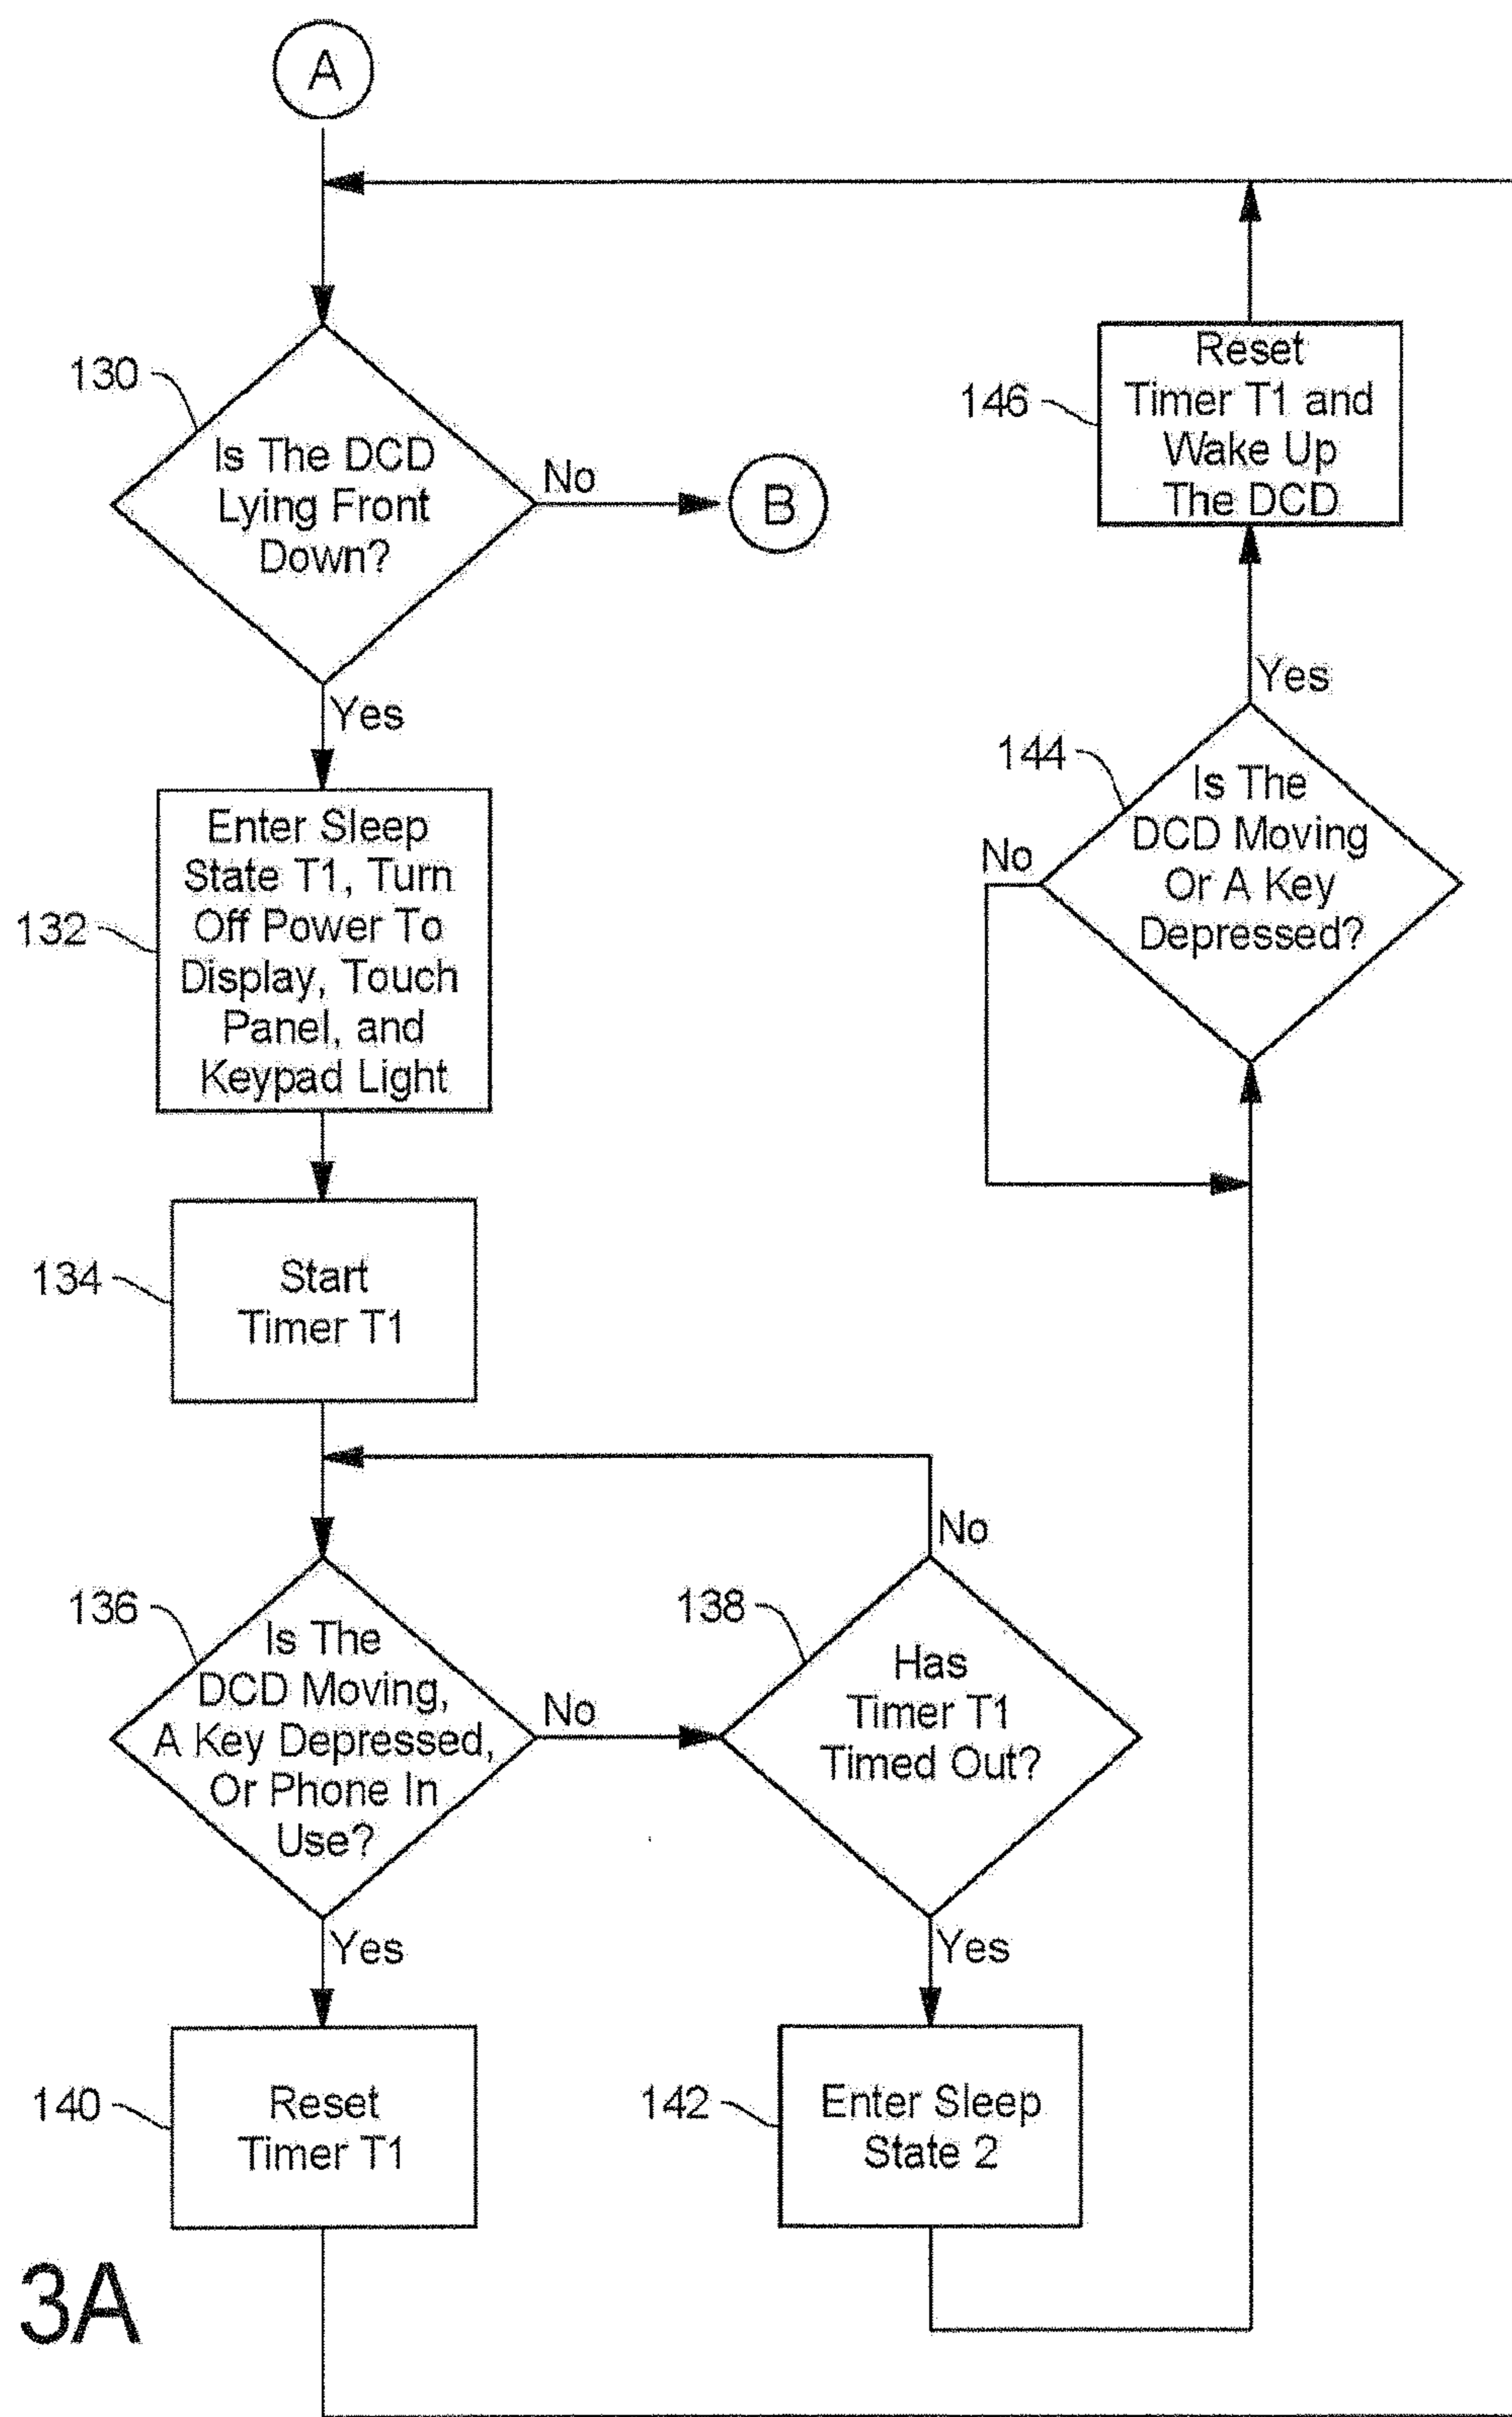 A
130
Is The DCD
Lying Front
Down?
No
B
Yes
132
Enter Sleep
State T1, Turn
Off Power To
Display, Touch
Panel, and
Keypad Light
134
Start
Timer T1
136
Is The
DCD Moving,
A Key Depressed,
Or Phone In
Use?
No
Yes
138
Has
Timer T1
Timed Out?
No
Yes
140
Reset
Timer T1
142
Enter Sleep
State 2
144
Is The
DCD Moving
Or A Key
Depressed?
No
Yes
146
Reset
Timer T1 and
Wake Up
The DCD
3A